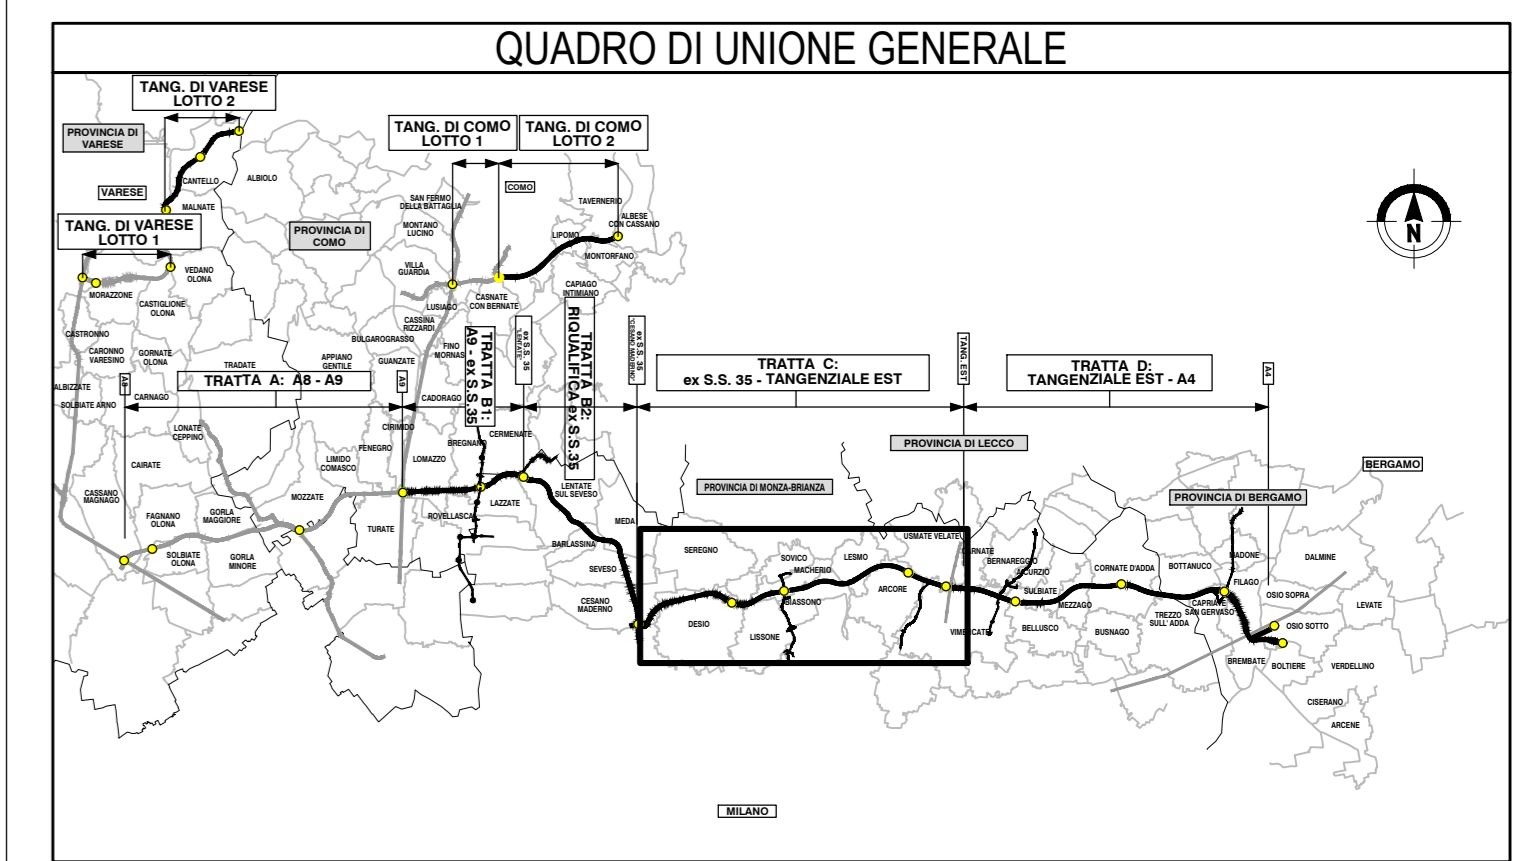 QUADRO DI UNIONE GENERALE
TANG. DI VARESE
LOTTO 2
PROVINCIA DI
VARESE
TANG. DI COMO
LOTTO 1
TANG. DI COMO
LOTTO 2
CANTELLO
ALBIOLO
VARESE
MALNATE
COMO
SAN FERMO
DELLA BATTAGLIA
TAVERNERIO
ALBESE
CON CASSANO
TANG. DI VARESE
LOTTO 1
PROVINCIA DI
COMO
MONTANO
LUCINO
LIPOMO
MONTORFANO
N
VEDANO
OLONA
VILLA
GUARDIA
MORAZZONE
CASTIGLIONE
OLONA
LUSIAGO
CASNATE
CON BERNATE
CAPIAGO
INTIMIANO
CASTRONNO
CASSINA
RIZZARDI
BULGAROGRASSO
FINO
MORNAS
CARONNO
VARESINO
GORNATE
OLONA
TRADATE
APPIANO
GENTILE
GUANZATE
TRATTA B1:
A9 - ex S.S.35
ex S.S. 35
"LENTATE"
TRATTA B2:
RIQUALIFICA ex S.S.35
ex S.S. 35
"CESANO MADERNO"
TRATTA C:
ex S.S. 35 - TANGENZIALE EST
TANG. EST
TRATTA D:
TANGENZIALE EST - A4
A4
ALBIZZATE
A8
TRATTA A: A8 - A9
A9
SOLBIATE ARNO
CARNAGO
CADORAGO
LONATE
CEPPINO
CIRIMIDO
FENEGRO
BREGNANO
CERMENATE
PROVINCIA DI LECCO
CAIRATE
LIMIDO
COMASCO
LOMAZZO
BERGAMO
CASSANO
MAGNAGO
MOZZATE
LENTATE
SUL SEVESO
PROVINCIA DI MONZA-BRIANZA
PROVINCIA DI BERGAMO
LAZZATE
FAGNANO
OLONA
GORLA
MAGGIORE
ROVELLASCA
TURATE
MEDA
SOLBIATE
OLONA
GORLA
MINORE
BARLASSINA
SEVESO
SEREGNO
SOVICO
MACHERIO
LESMO
USMATE VELATE
CARNATE
BERNAREGGIO
AICURZIO
CORNATE D'ADDA
BOTTANUCO
MADONE
FILAGO
DALMINE
CESANO
MADERNO
BIASSONO
ARCORE
SULBIATE
MEZZAGO
CAPRIATE
SAN GERVASO
OSIO SOPRA
LEVATE
DESIO
LISSONE
VIMERCATE
BELLUSCO
BUSNAGO
TREZZO
SULL' ADDA
OSIO SOTTO
BREMBATE
BOLTIERE
VERDELLINO
CISERANO
ARCENE
MILANO